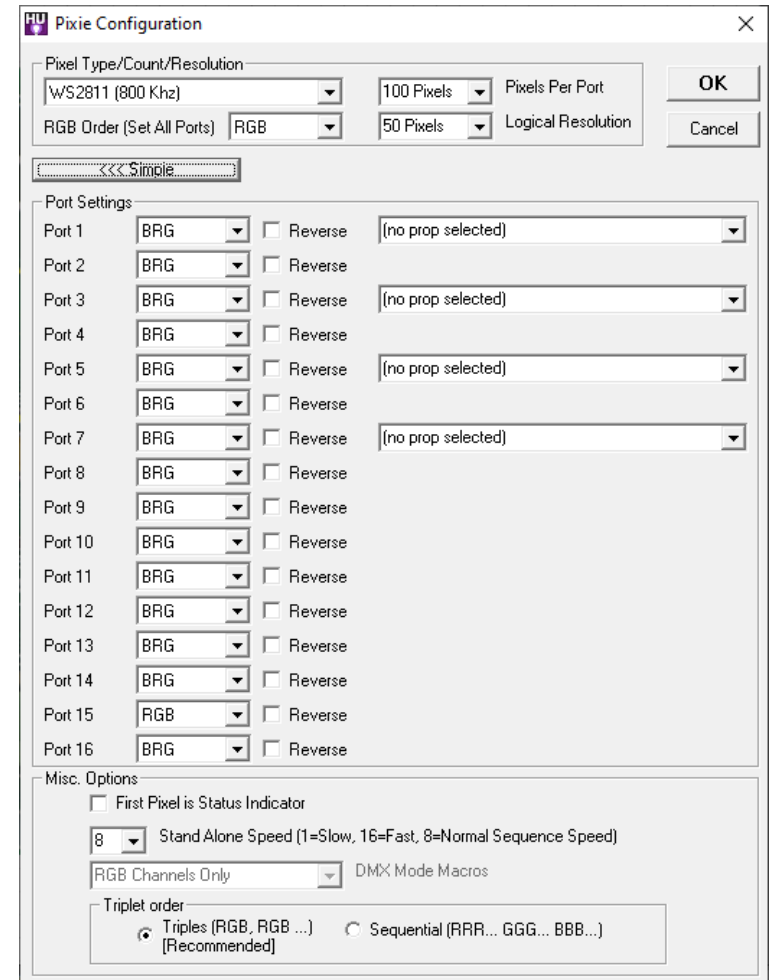 HU Pixie Configuration
Pixel Type/Count/Resolution
WS2811 (800 Khz) 100 Pixels Pixels Per Port OK
RGB Order (Set All Ports) RGB 50 Pixels Logical Resolution Cancel
<<< Simple
Port Settings
Port 1 BRG Reverse (no prop selected)
Port 2 BRG Reverse
Port 3 BRG Reverse (no prop selected)
Port 4 BRG Reverse
Port 5 BRG Reverse (no prop selected)
Port 6 BRG Reverse
Port 7 BRG Reverse (no prop selected)
Port 8 BRG Reverse
Port 9 BRG Reverse
Port 10 BRG Reverse
Port 11 BRG Reverse
Port 12 BRG Reverse
Port 13 BRG Reverse
Port 14 BRG Reverse
Port 15 RGB Reverse
Port 16 BRG Reverse
Misc. Options
First Pixel is Status Indicator
8 Stand Alone Speed (1=Slow, 16=Fast, 8=Normal Sequence Speed)
RGB Channels Only DMX Mode Macros
Triplet order
Triples (RGB, RGB ...) Sequential (RRR... GGG... BBB...)
[Recommended]